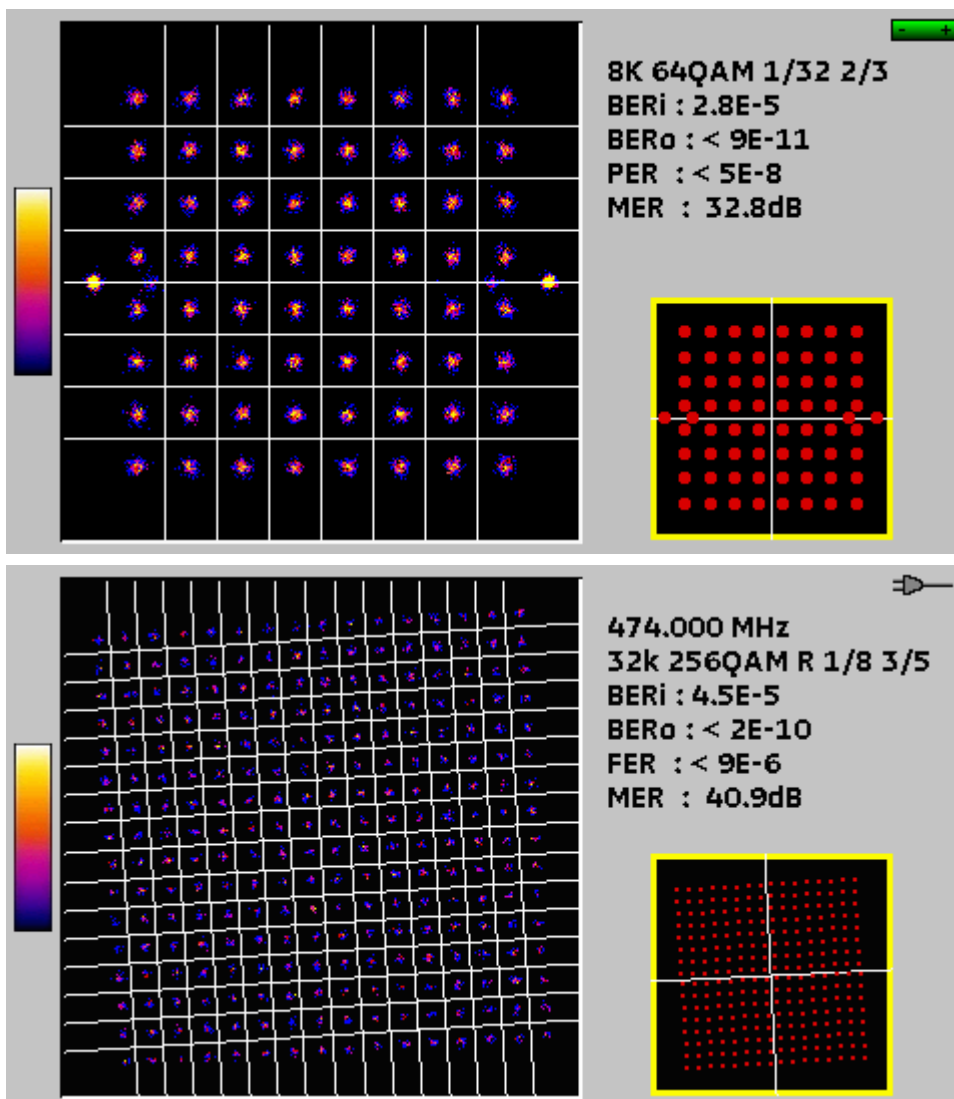 - +
8K 64QAM 1/32 2/3
BERi : 2.8E-5
BERo : < 9E-11
PER : < 5E-8
MER : 32.8dB
474.000 MHz
32k 256QAM R 1/8 3/5
BERi : 4.5E-5
BERo : < 2E-10
FER : < 9E-6
MER : 40.9dB